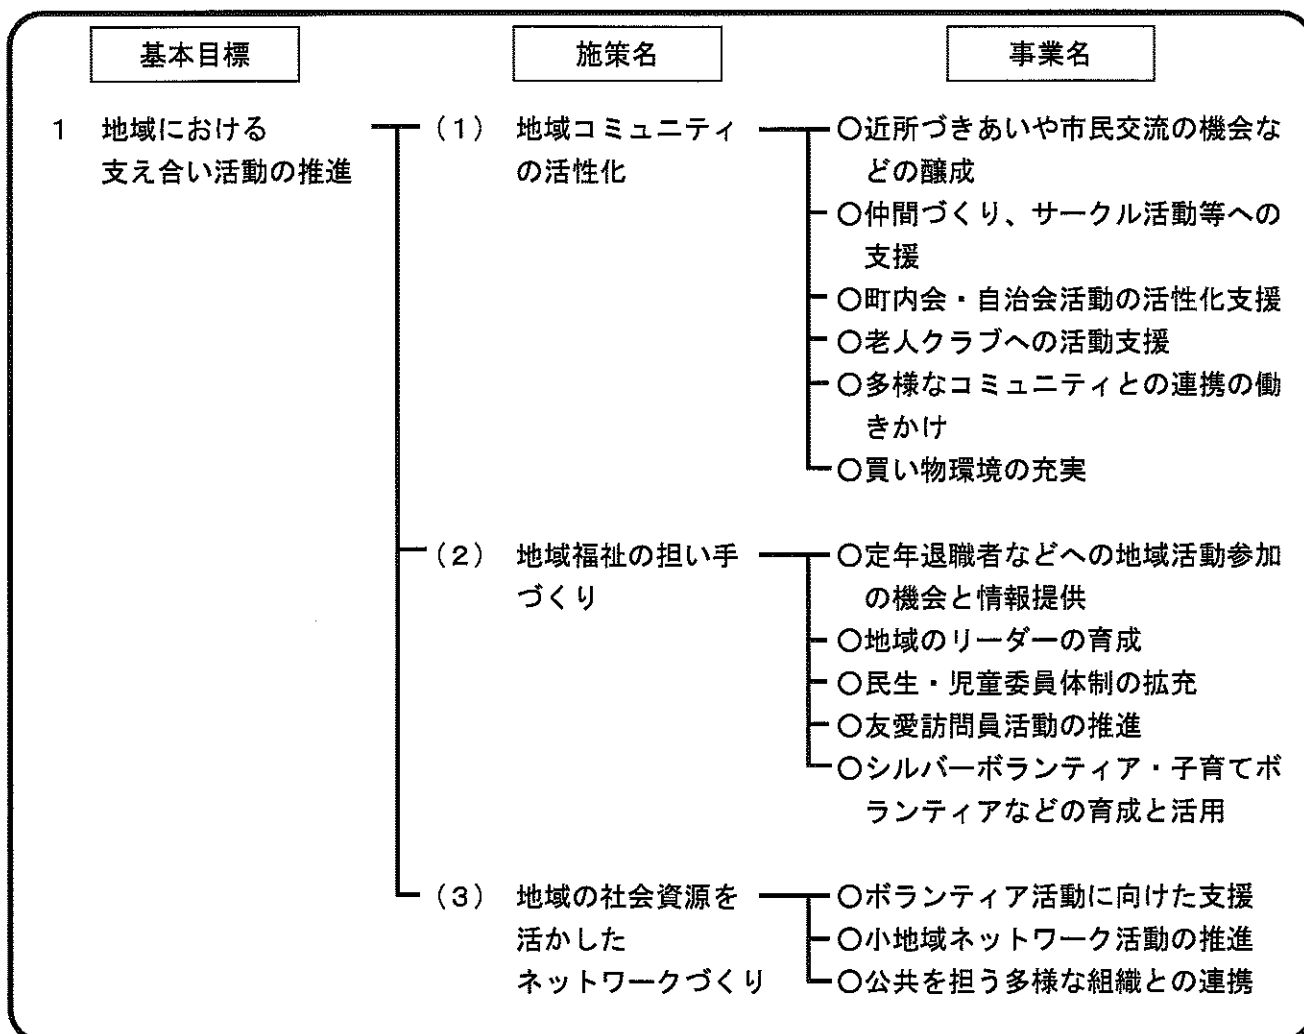 基本目標
施策名
事業名
1 地域における
支え合い活動の推進
(1) 地域コミュニティ
の活性化
○近所づきあいや市民交流の機会な
どの醸成
○仲間づくり、サークル活動等への
支援
○町内会・自治会活動の活性化支援
○老人クラブへの活動支援
○多様なコミュニティとの連携の働
きかけ
○買い物環境の充実
(2) 地域福祉の担い手
づくり
○定年退職者などへの地域活動参加
の機会と情報提供
○地域のリーダーの育成
○民生・児童委員体制の拡充
○友愛訪問員活動の推進
○シルバーボランティア・子育てボ
ランティアなどの育成と活用
(3) 地域の社会資源を
活かした
ネットワークづくり
○ボランティア活動に向けた支援
○小地域ネットワーク活動の推進
○公共を担う多様な組織との連携